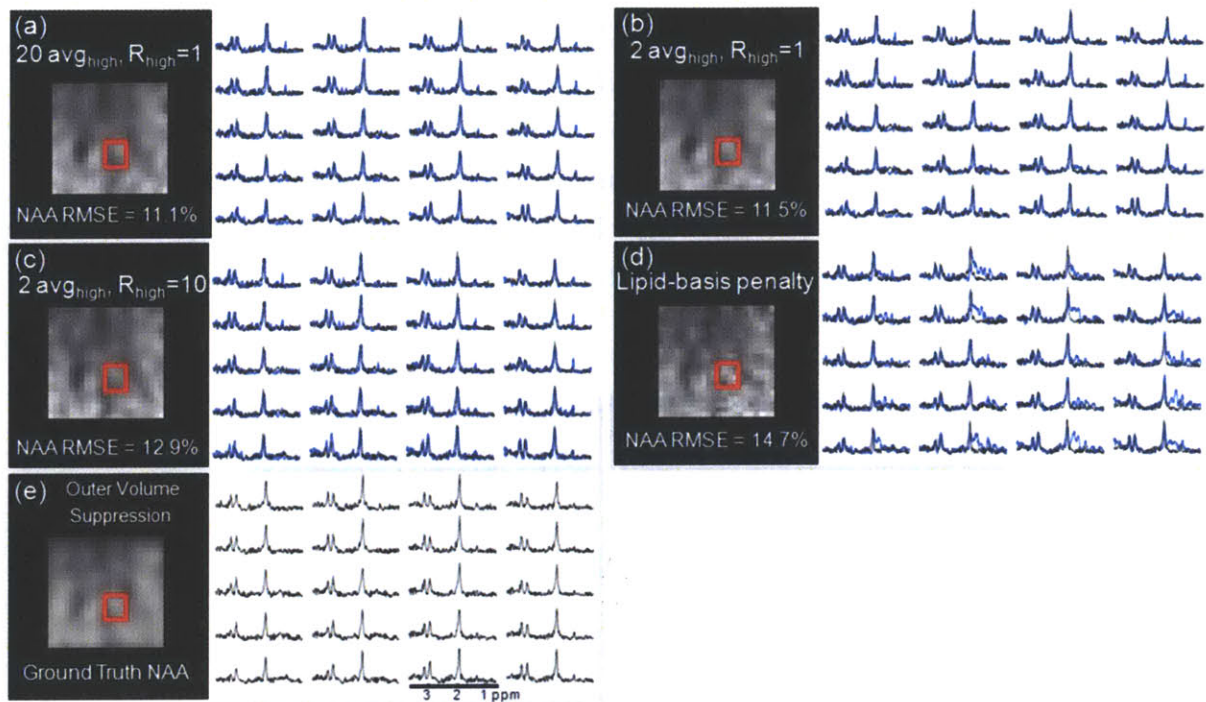 (a)
20 avg_high, R_high=1
NAA RMSE = 11.1%
(b)
2 avg_high, R_high=1
NAA RMSE = 11.5%
(c)
2 avg_high, R_high=10
NAA RMSE = 12.9%
(d)
Lipid-basis penalty
NAA RMSE = 14.7%
(e)
Outer Volume
Suppression
Ground Truth NAA
3 2 1 ppm